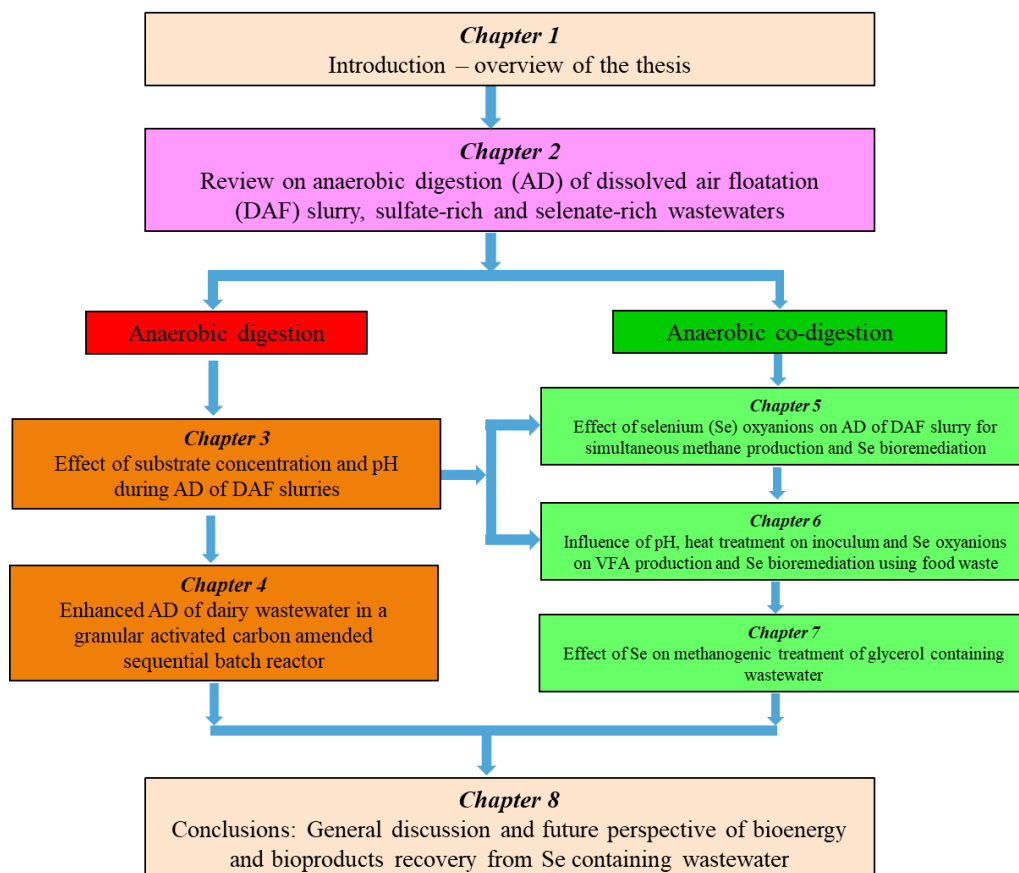 Chapter 1
Introduction – overview of the thesis
Chapter 2
Review on anaerobic digestion (AD) of dissolved air floatation
(DAF) slurry, sulfate-rich and selenate-rich wastewaters
Anaerobic digestion
Anaerobic co-digestion
Chapter 3
Effect of substrate concentration and pH
during AD of DAF slurries
Chapter 4
Enhanced AD of dairy wastewater in a
granular activated carbon amended
sequential batch reactor
Chapter 5
Effect of selenium (Se) oxyanions on AD of DAF slurry for
simultaneous methane production and Se bioremediation
Chapter 6
Influence of pH, heat treatment on inoculum and Se oxyanions
on VFA production and Se bioremediation using food waste
Chapter 7
Effect of Se on methanogenic treatment of glycerol containing
wastewater
Chapter 8
Conclusions: General discussion and future perspective of bioenergy
and bioproducts recovery from Se containing wastewater